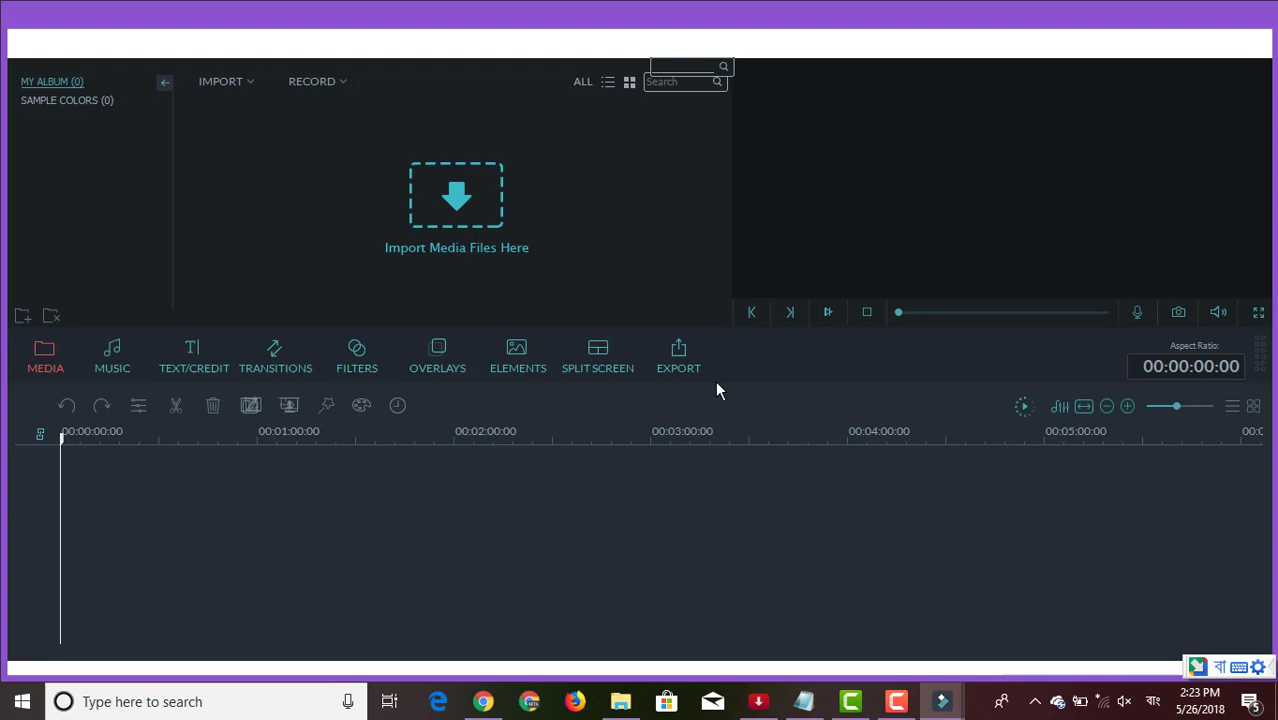 MY ALBUM (0)
IMPORT
RECORD
ALL
Search
SAMPLE COLORS (0)
Import Media Files Here
MEDIA
MUSIC
TEXT/CREDIT
TRANSITIONS
FILTERS
OVERLAYS
ELEMENTS
SPLIT SCREEN
EXPORT
Aspect Ratio:
00:00:00:00
00:00:00:00
00:01:00:00
00:02:00:00
00:03:00:00
00:04:00:00
00:05:00:00
বা
Type here to search
বাং
2:23 PM
5/26/2018
5